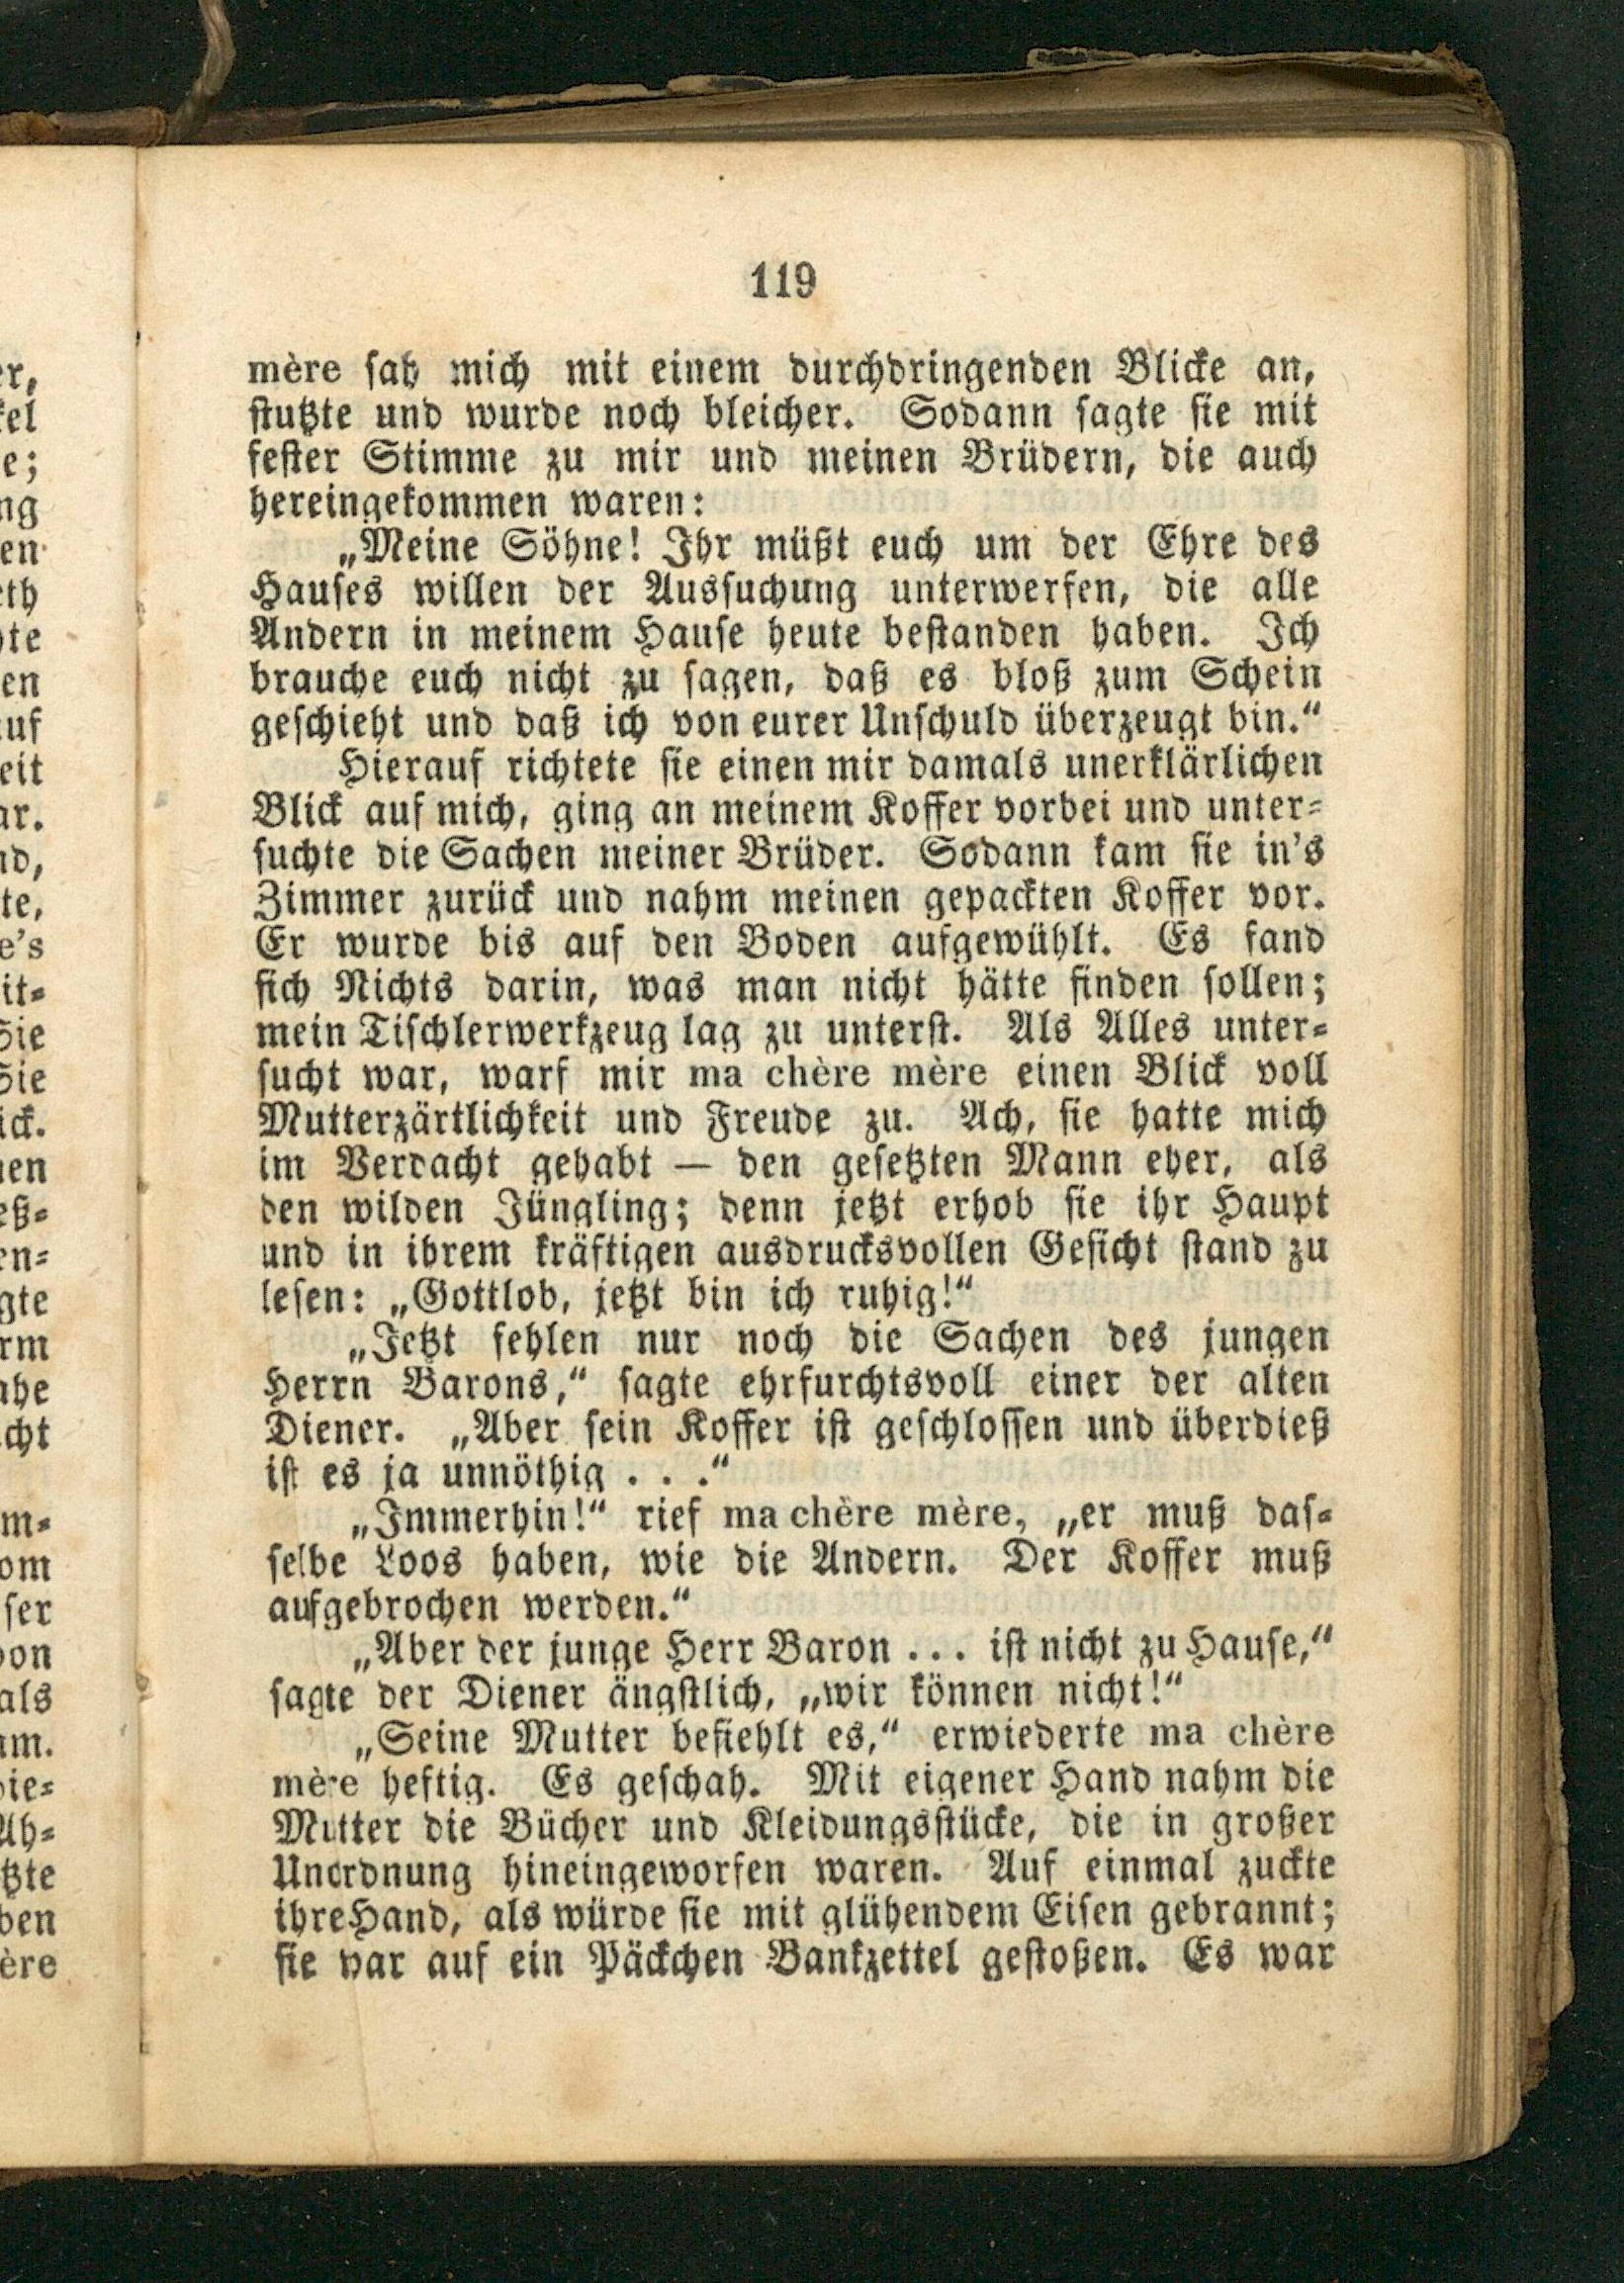 119
mère sah mich mit einem durchdringenden Blicke an,
stutzte und wurde noch bleicher. Sodann sagte sie mit
fester Stimme zu mir und meinen Brüdern, die auch
hereingekommen waren:
„Meine Söhne! Ihr müßt euch um der Ehre des
Hauses willen der Aussuchung unterwerfen, die alle
Andern in meinem Hause heute bestanden haben. Ich
brauche euch nicht zu sagen, daß es bloß zum Schein
geschieht und daß ich von eurer Unschuld überzeugt bin.“
Hierauf richtete sie einen mir damals unerklärlichen
Blick auf mich, ging an meinem Koffer vorbei und unter-
suchte die Sachen meiner Brüder. Sodann kam sie in's
Zimmer zurück und nahm meinen gepackten Koffer vor.
Er wurde bis auf den Boden aufgewühlt. Es fand
sich Nichts darin, was man nicht hätte finden sollen;
mein Tischlerwerkzeug lag zu unterst. Als Alles unter-
sucht war, warf mir ma chère mère einen Blick voll
Mutterzärtlichkeit und Freude zu. Ach, sie hatte mich
im Verdacht gehabt — den gesetzten Mann eher, als
den wilden Jüngling; denn jetzt erhob sie ihr Haupt
und in ihrem kräftigen ausdrucksvollen Gesicht stand zu
lesen: „Gottlob, jetzt bin ich ruhig!“
„Jetzt fehlen nur noch die Sachen des jungen
Herrn Barons,“ sagte ehrfurchtsvoll einer der alten
Diener. „Aber sein Koffer ist geschlossen und überdieß
ist es ja unnöthig . . .“
„Immerhin!“ rief ma chère mère, „er muß das-
selbe Loos haben, wie die Andern. Der Koffer muß
aufgebrochen werden.“
„Aber der junge Herr Baron ... ist nicht zu Hause,“
sagte der Diener ängstlich, „wir können nicht!“
„Seine Mutter befiehlt es,“ erwiederte ma chère
mère heftig. Es geschah. Mit eigener Hand nahm die
Mutter die Bücher und Kleidungsstücke, die in großer
Unordnung hineingeworfen waren. Auf einmal zuckte
ihre Hand, als würde sie mit glühendem Eisen gebrannt;
sie war auf ein Päckchen Bankzettel gestoßen. Es war